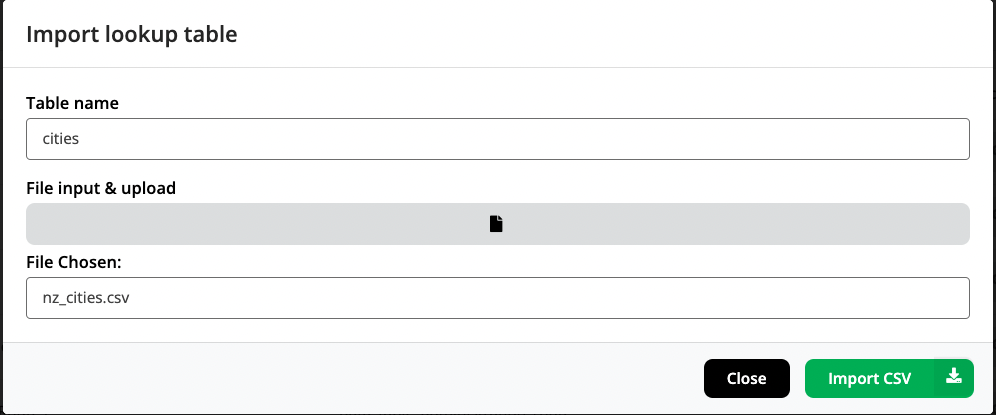 Import lookup table
Table name
cities
File input & upload
File Chosen:
nz_cities.csv
Close
Import CSV